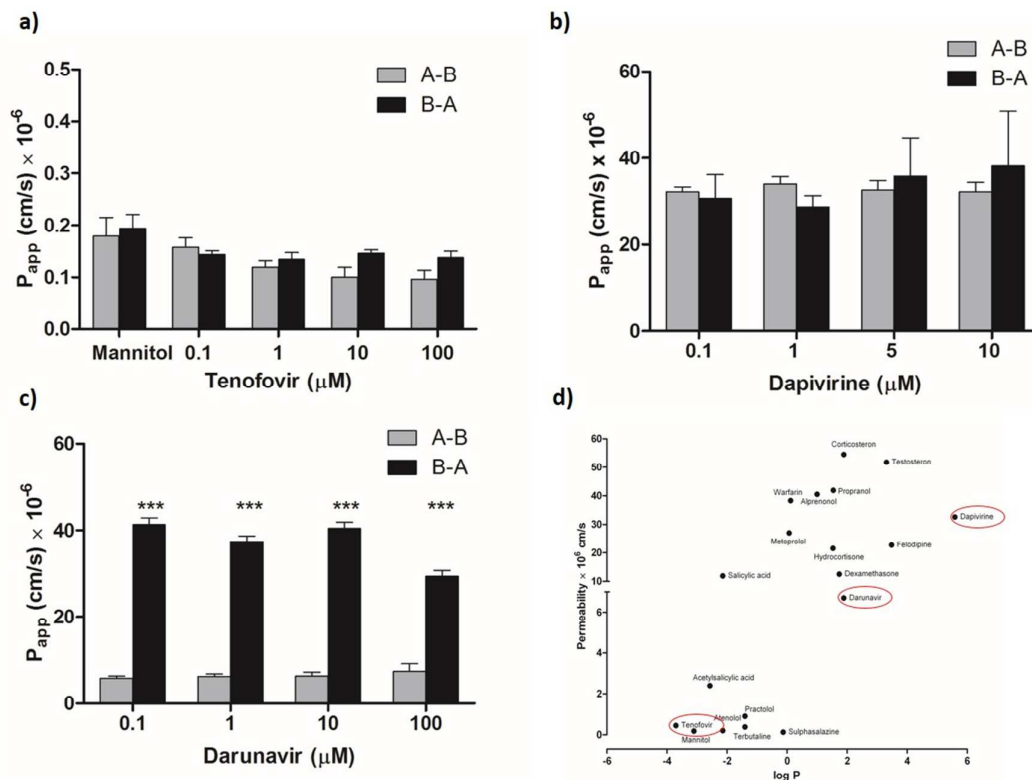 a)
0.5
0.4
0.3
0.2
0.1
0.0
P_app (cm/s) × 10⁻⁶
A-B
B-A
Mannitol 0.1 1 10 100
Tenofovir (μM)
b)
60
40
20
0
P_app (cm/s) x 10⁻⁶
A-B
B-A
0.1 1 5 10
Dapivirine (μM)
c)
60
40
20
0
P_app (cm/s) × 10⁻⁶
A-B
B-A
*** *** *** ***
0.1 1 10 100
Darunavir (μM)
d)
60
50
40
30
20
10
6
4
2
0
Permeability × 10⁶ cm/s
Corticosteron
Testosteron
Warfarin
Propranol
Alprenonol
Dapivirine
Metoprolol
Hydrocortisone
Felodipine
Salicylic acid
Dexamethasone
Darunavir
Acetylsalicylic acid
Practolol
Atenolol
Tenofovir
Mannitol
Terbutaline
Sulphasalazine
-6 -4 -2 0 2 4 6
log P